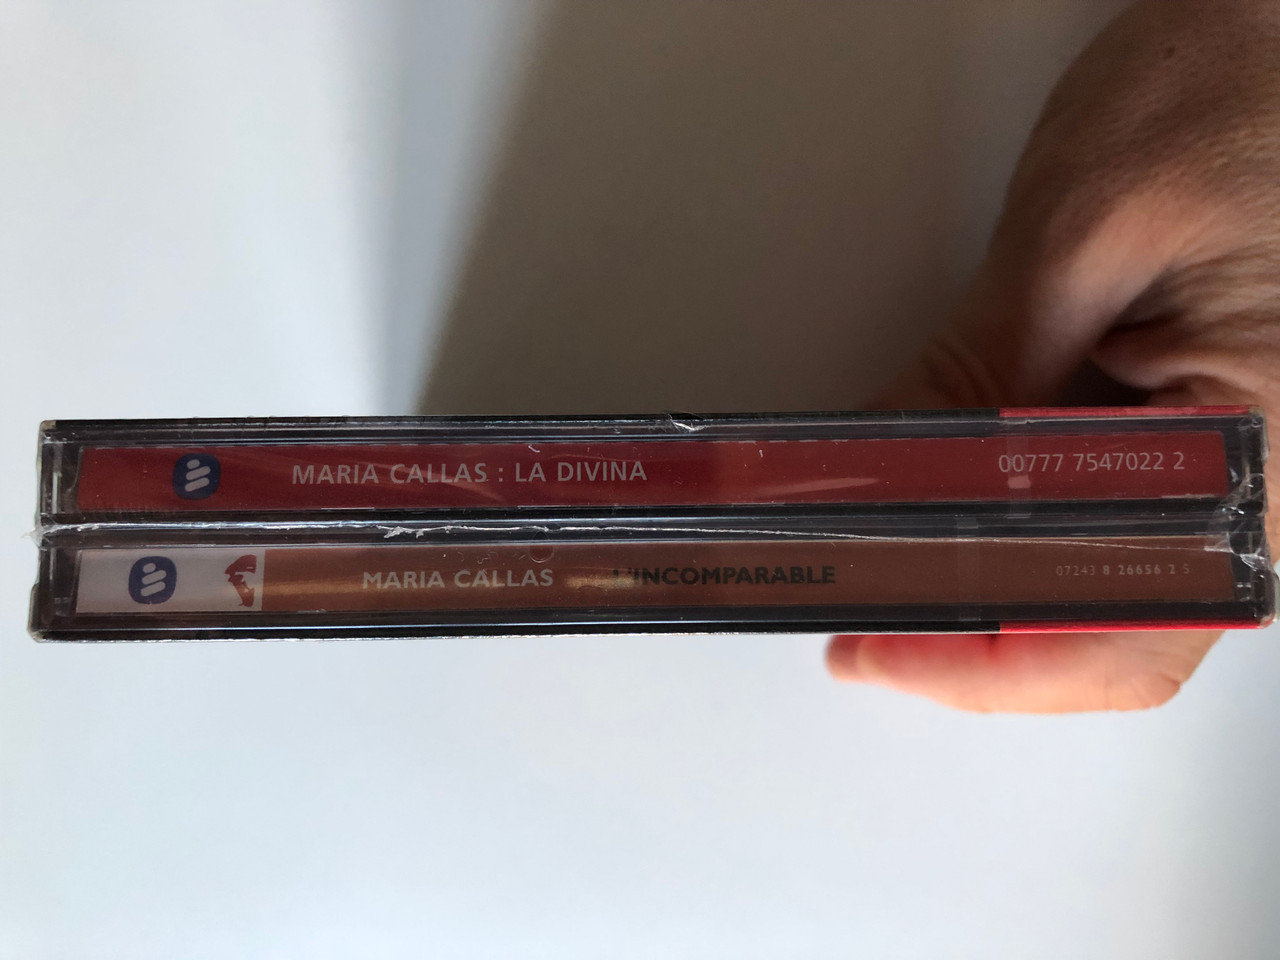 MARIA CALLAS : LA DIVINA 00777 7547022 2
MARIA CALLAS L'INCOMPARABLE 07243 8 26656 2 5